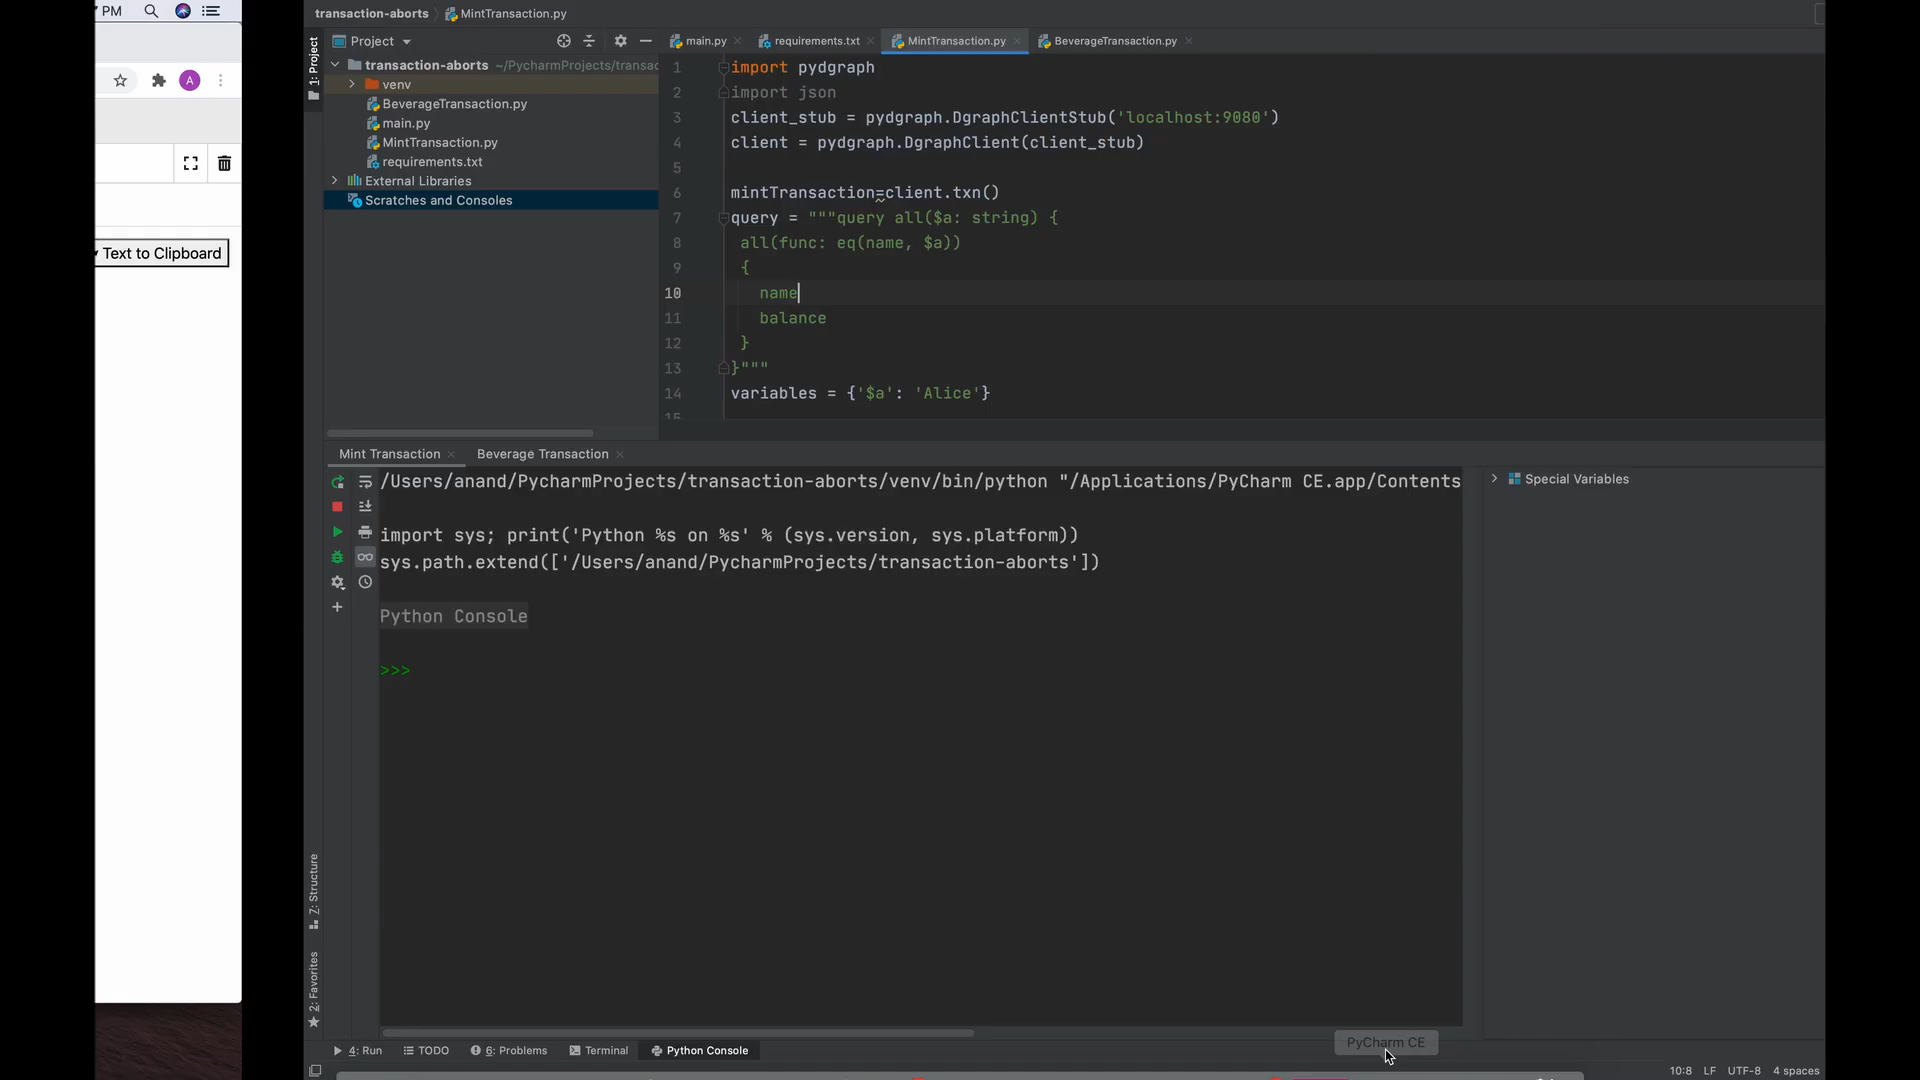 PM
A
Text to Clipboard
transaction-aborts
MintTransaction.py
Project
main.py
requirements.txt
MintTransaction.py
BeverageTransaction.py
1: Project
transaction-aborts ~/PycharmProjects/transac
venv
BeverageTransaction.py
main.py
MintTransaction.py
requirements.txt
External Libraries
Scratches and Consoles
1 import pydgraph
2 import json
3 client_stub = pydgraph.DgraphClientStub('localhost:9080')
4 client = pydgraph.DgraphClient(client_stub)
5
6 mintTransaction=client.txn()
7 query = """query all($a: string) {
8 all(func: eq(name, $a))
9 {
10 name
11 balance
12 }
13 }"""
14 variables = {'$a': 'Alice'}
15
Mint Transaction
Beverage Transaction
/Users/anand/PycharmProjects/transaction-aborts/venv/bin/python "/Applications/PyCharm CE.app/Contents
import sys; print('Python %s on %s' % (sys.version, sys.platform))
sys.path.extend(['/Users/anand/PycharmProjects/transaction-aborts'])
Python Console
>>>
Special Variables
7: Structure
2: Favorites
4: Run
TODO
6: Problems
Terminal
Python Console
PyCharm CE
10:8 LF UTF-8 4 spaces